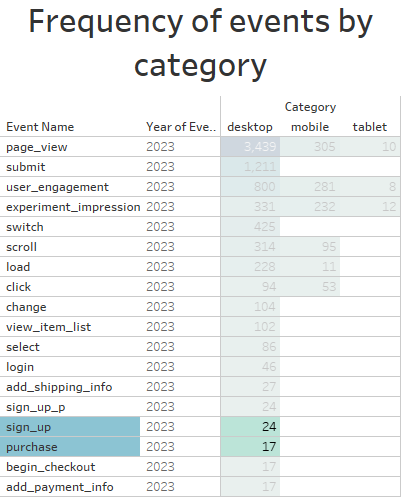 Frequency of events by
category
Category
Event Name Year of Eve.. desktop mobile tablet
page_view 2023 3,439 305 10
submit 2023 1,211
user_engagement 2023 800 281 8
experiment_impression 2023 331 232 12
switch 2023 425
scroll 2023 314 95
load 2023 228 11
click 2023 94 53
change 2023 104
view_item_list 2023 102
select 2023 86
login 2023 46
add_shipping_info 2023 27
sign_up_p 2023 24
sign_up 2023 24
purchase 2023 17
begin_checkout 2023 17
add_payment_info 2023 17